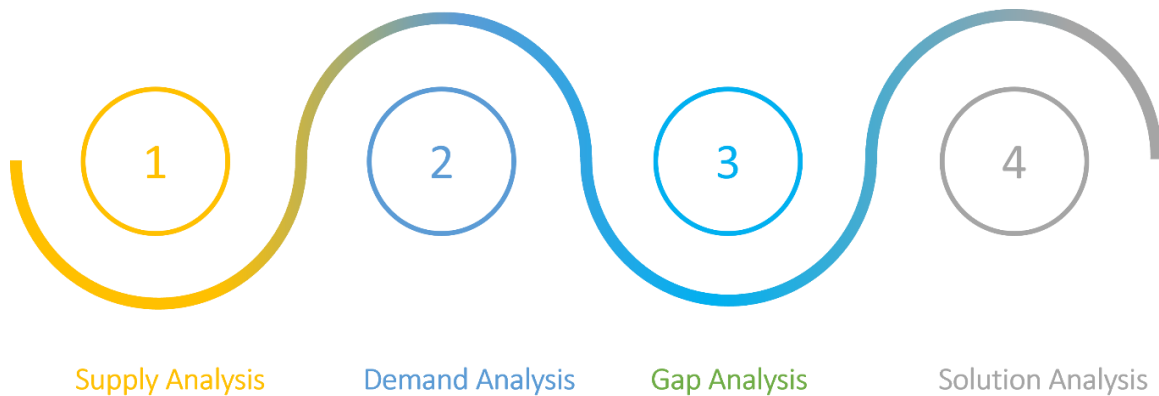 1
2
3
4
Supply Analysis
Demand Analysis
Gap Analysis
Solution Analysis